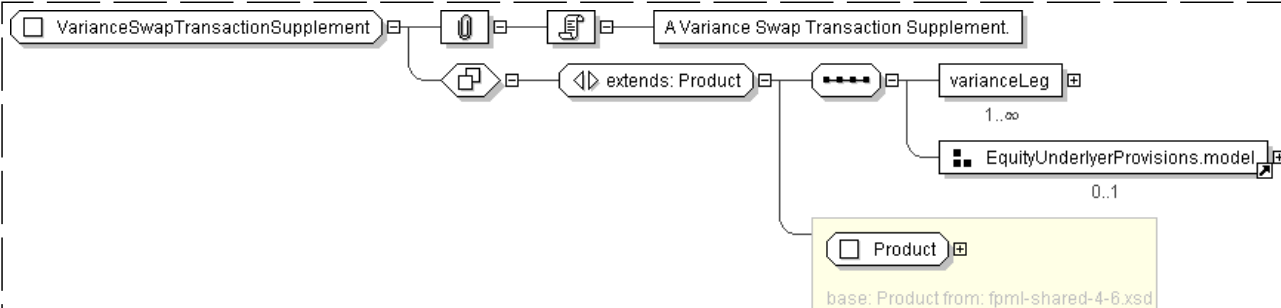 VarianceSwapTransactionSupplement
A Variance Swap Transaction Supplement.
extends: Product
varianceLeg
1..∞
EquityUnderlyerProvisions.model
0..1
Product
base: Product from: fpml-shared-4-6.xsd